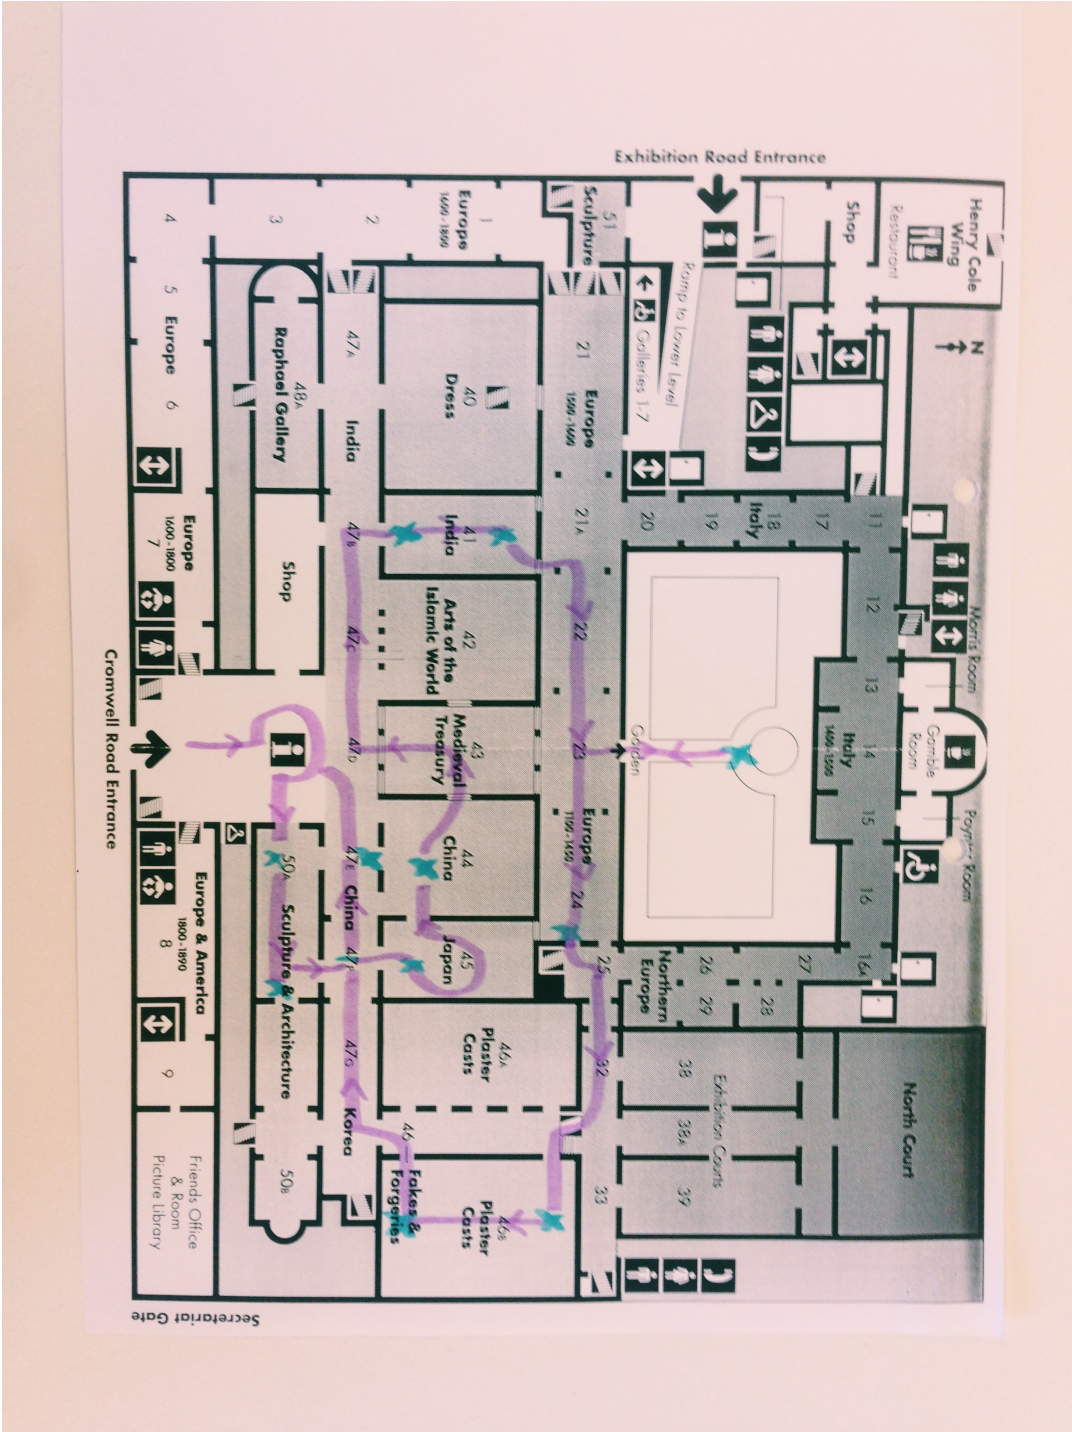 Exhibition Road Entrance
Henry Cole
Wing
Restaurant
Shop
N
Sculpture
51
Europe
1600-1800
1
2
3
4
Ramp to Lower Level
Galleries 1-7
5
Europe
6
Raphael Gallery
48A
47A
India
Dress
40
21
Europe
1500-1600
21A
20
19
Italy
18
17
11
12
Europe
1600-1800
7
Shop
47B
India
41
47C
Arts of the
Islamic World
42
22
13
Morris Room
Italy
1400-1500
14
Gamble
Room
15
Poynter Room
16
16A
Garden
23
Medieval
Treasury
43
47D
Cromwell Road Entrance
Europe & America
1800-1890
8
9
50A
Sculpture & Architecture
50B
47E
China
47F
47G
Korea
China
44
Japan
45
Europe
1100-1450
24
25
Northern
Europe
26
27
28
29
Plaster
Casts
46A
32
33
38
38A
39
Exhibition Courts
North Court
46
Fakes &
Forgeries
Plaster
Casts
46B
Friends Office
& Room
Picture Library
Secretariat Gate